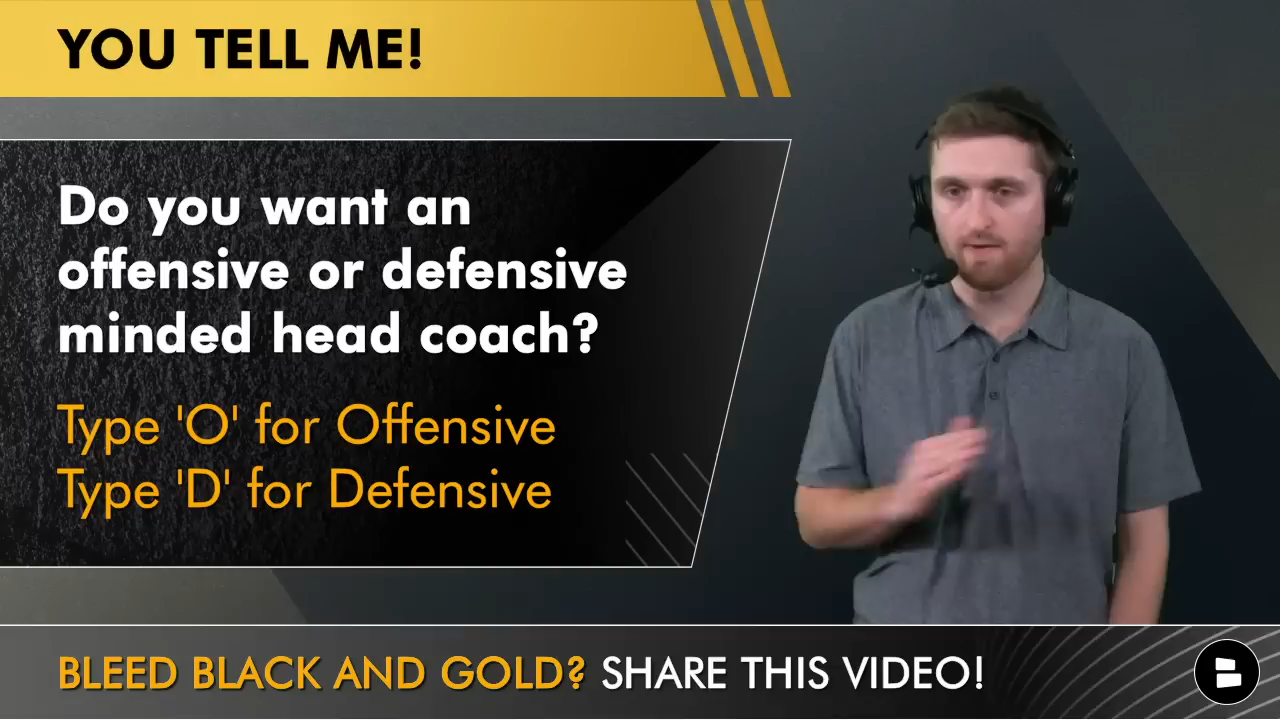 YOU TELL ME!
Do you want an
offensive or defensive
minded head coach?
Type 'O' for Offensive
Type 'D' for Defensive
BLEED BLACK AND GOLD? SHARE THIS VIDEO!